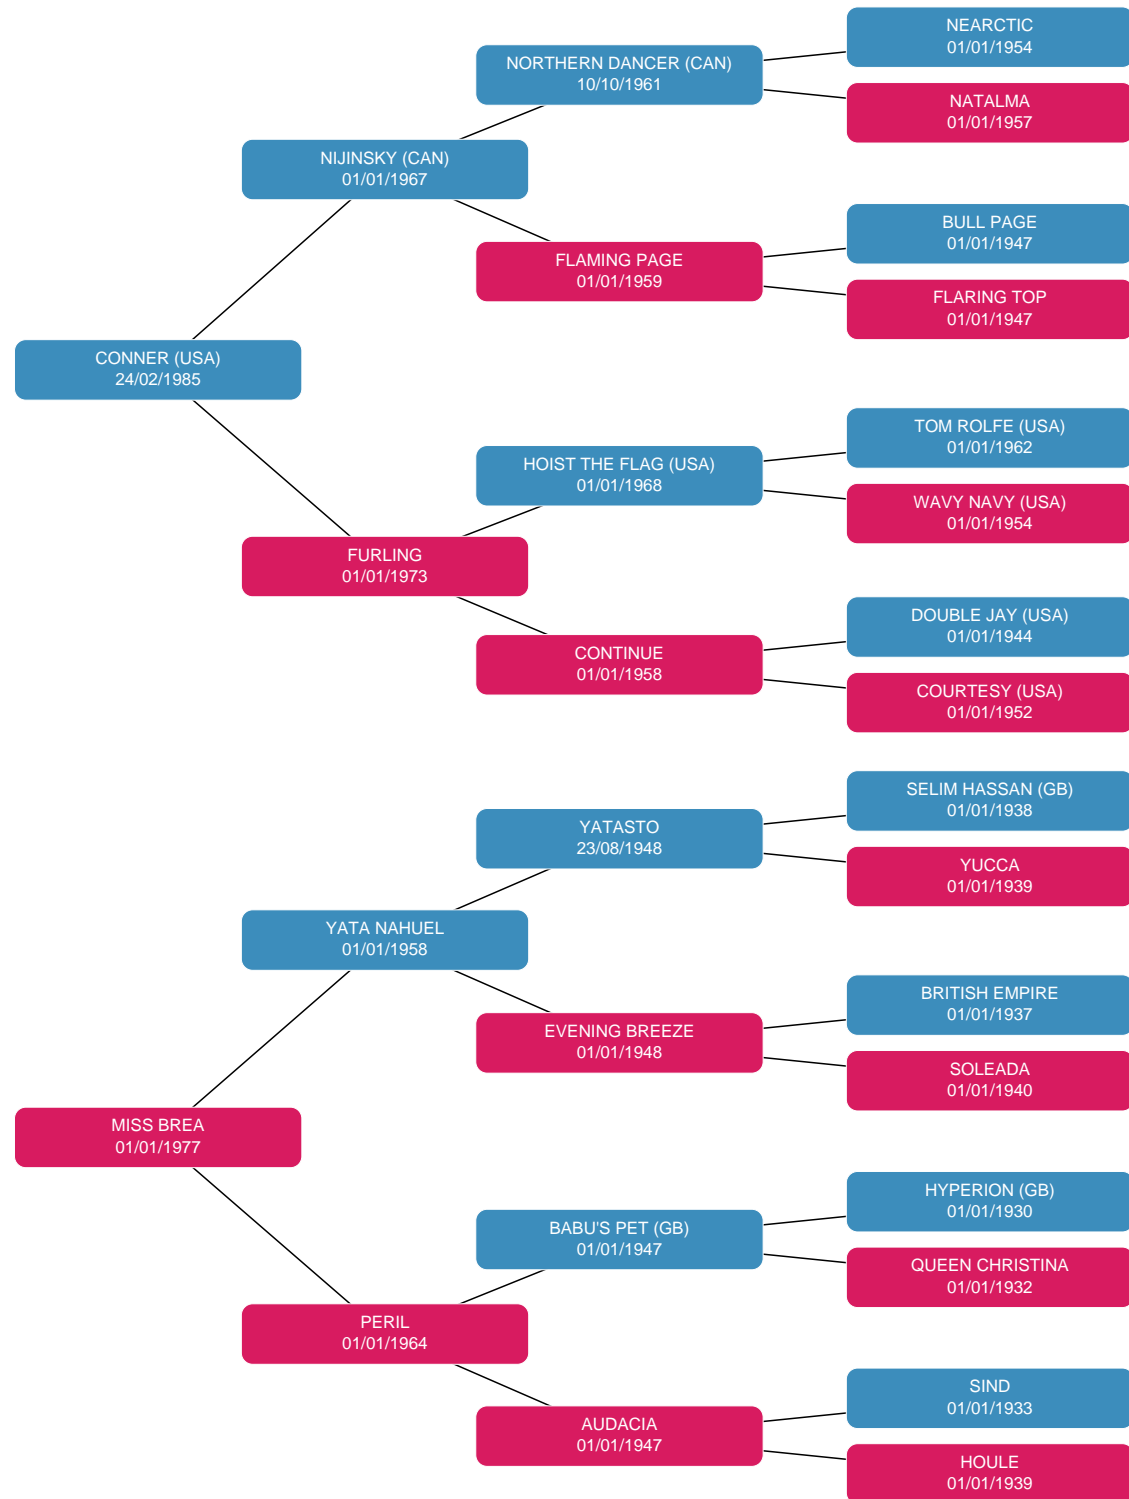 NEARCTIC
01/01/1954
NORTHERN DANCER (CAN)
10/10/1961
NATALMA
01/01/1957
NIJINSKY (CAN)
01/01/1967
BULL PAGE
01/01/1947
FLAMING PAGE
01/01/1959
FLARING TOP
01/01/1947
CONNER (USA)
24/02/1985
TOM ROLFE (USA)
01/01/1962
HOIST THE FLAG (USA)
01/01/1968
WAVY NAVY (USA)
01/01/1954
FURLING
01/01/1973
DOUBLE JAY (USA)
01/01/1944
CONTINUE
01/01/1958
COURTESY (USA)
01/01/1952
SELIM HASSAN (GB)
01/01/1938
YATASTO
23/08/1948
YUCCA
01/01/1939
YATA NAHUEL
01/01/1958
BRITISH EMPIRE
01/01/1937
EVENING BREEZE
01/01/1948
SOLEADA
01/01/1940
MISS BREA
01/01/1977
HYPERION (GB)
01/01/1930
BABU'S PET (GB)
01/01/1947
QUEEN CHRISTINA
01/01/1932
PERIL
01/01/1964
SIND
01/01/1933
AUDACIA
01/01/1947
HOULE
01/01/1939